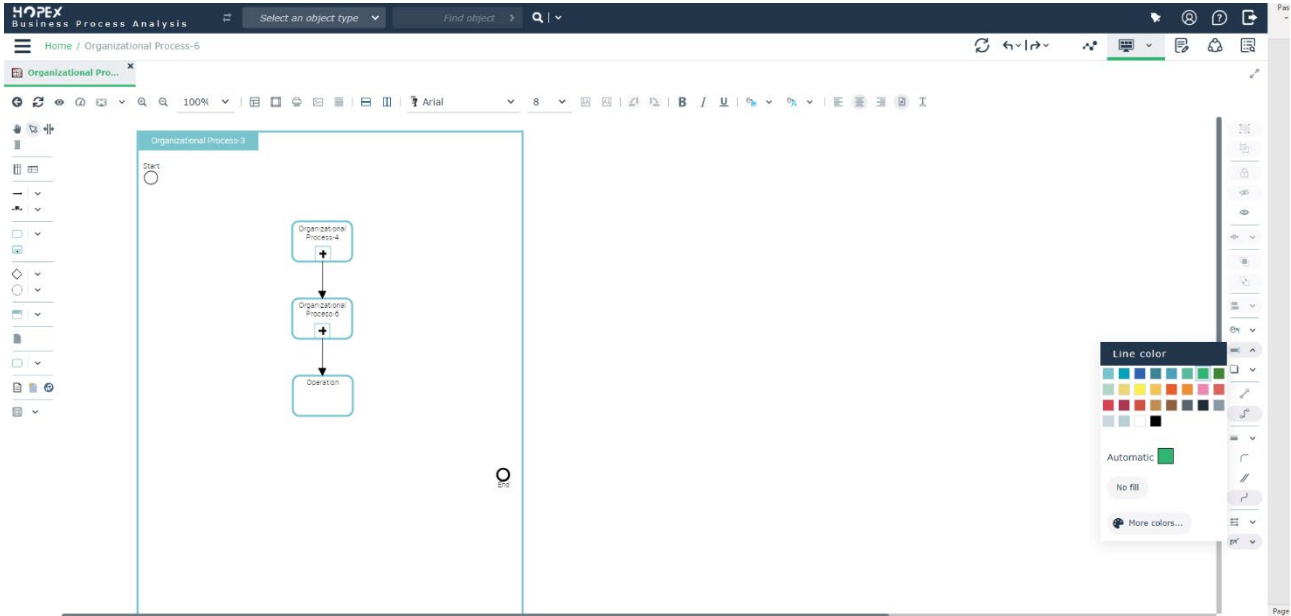 HOPEX
Business Process Analysis
Select an object type
Find object
Home / Organizational Process-6
Organizational Pro...
100%
Arial
8
B I U
Organizational Process-3
Start
Organizational
Process-4
Organizational
Process-6
Operation
End
Line color
Automatic
No fill
More colors...
Pas
Page